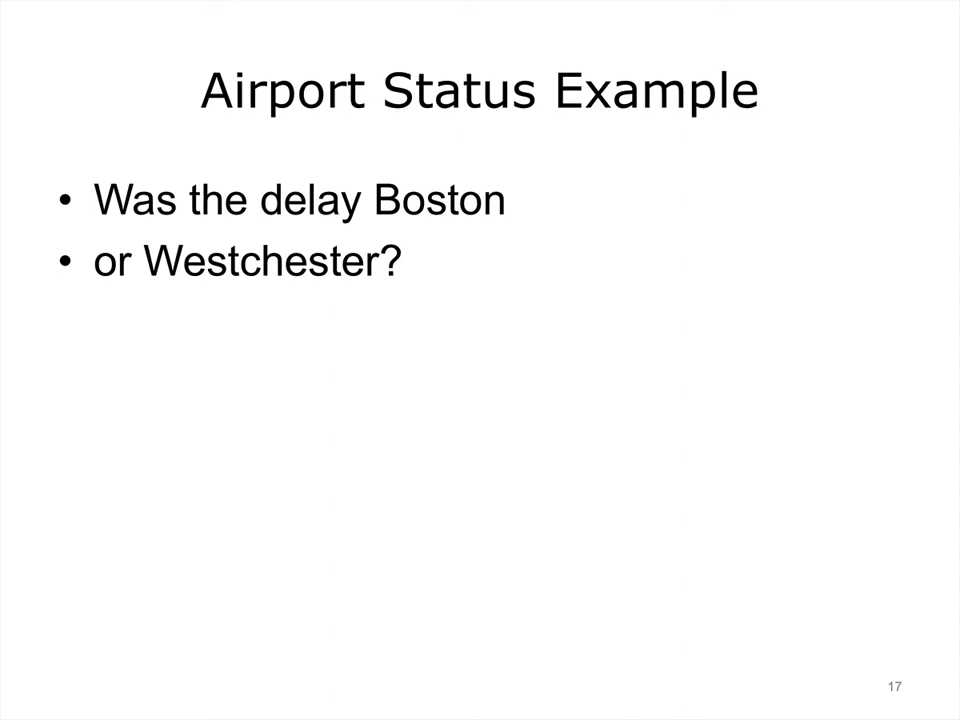 Airport Status Example
• Was the delay Boston
• or Westchester?
17